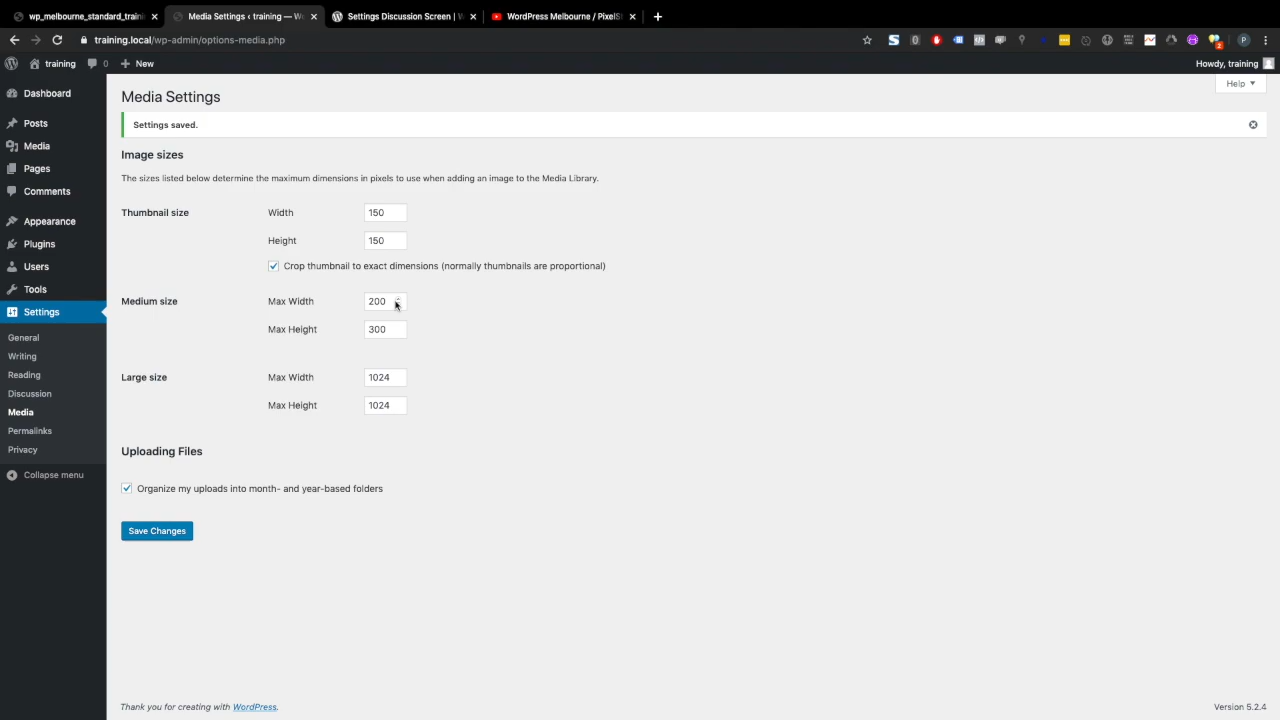 wp_melbourne_standard_traini
Media Settings ‹ training — Wo
Settings Discussion Screen | W
WordPress Melbourne / PixelSt
training.local/wp-admin/options-media.php
training
0
New
Howdy, training
Dashboard
Posts
Media
Pages
Comments
Appearance
Plugins
Users
Tools
Settings
General
Writing
Reading
Discussion
Media
Permalinks
Privacy
Collapse menu
Help
Media Settings
Settings saved.
Image sizes
The sizes listed below determine the maximum dimensions in pixels to use when adding an image to the Media Library.
Thumbnail size
Width
150
Height
150
Crop thumbnail to exact dimensions (normally thumbnails are proportional)
Medium size
Max Width
200
Max Height
300
Large size
Max Width
1024
Max Height
1024
Uploading Files
Organize my uploads into month- and year-based folders
Save Changes
Thank you for creating with WordPress.
Version 5.2.4